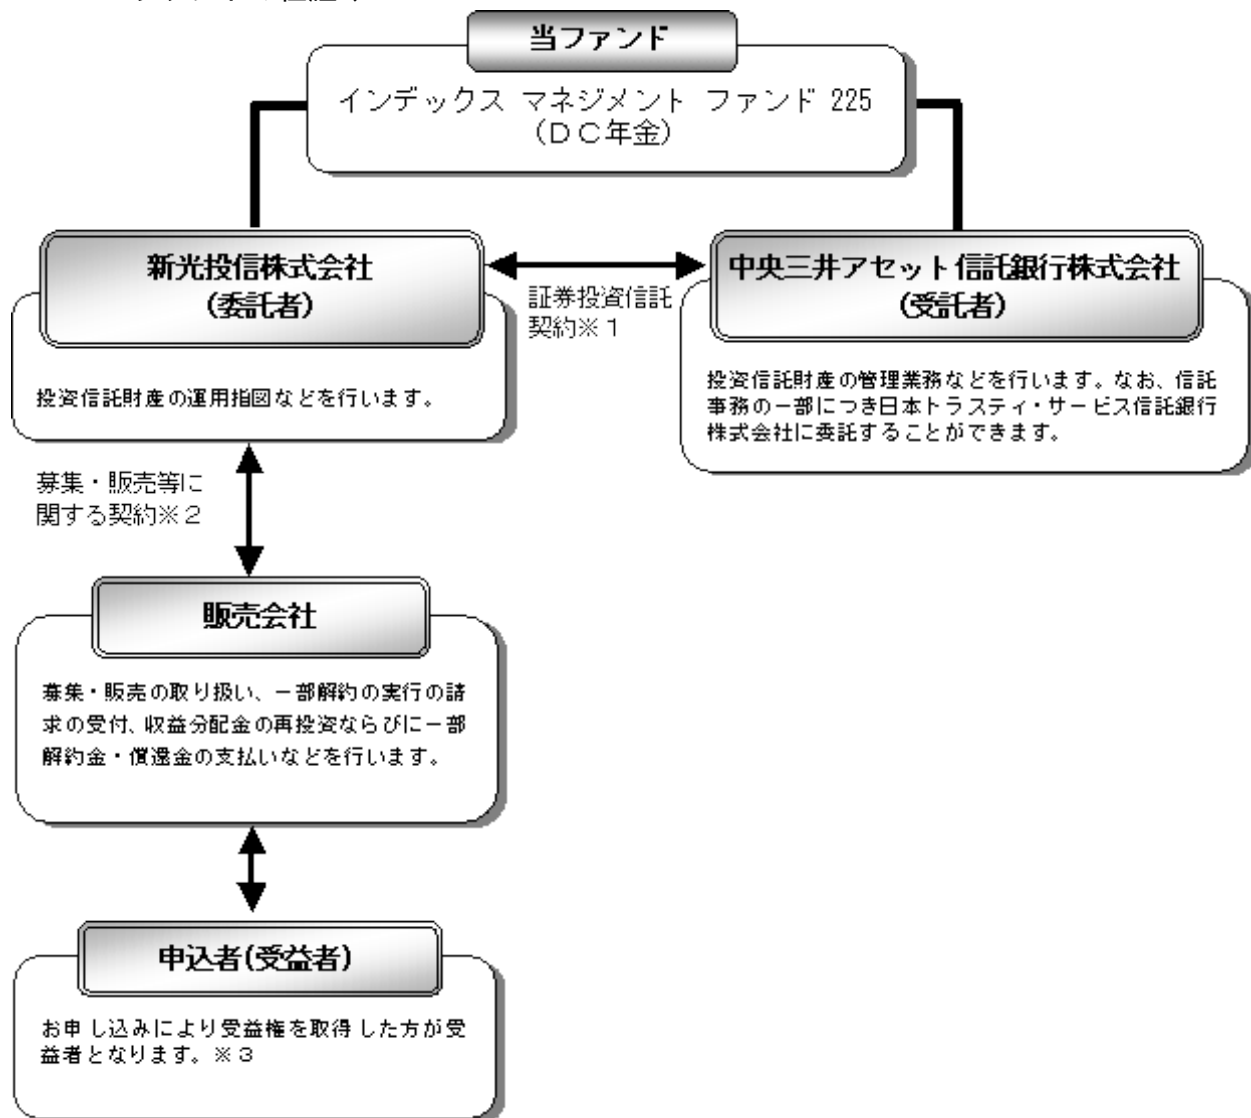 当ファンド
インデックス マネジメント ファンド 225
(ＤＣ年金)
新光投信株式会社
(委託者)
投資信託財産の運用指図などを行います。
証券投資信託
契約※１
中央三井アセット信託銀行株式会社
(受託者)
投資信託財産の管理業務などを行います。なお、信託
事務の一部につき日本トラスティ・サービス信託銀行
株式会社に委託することができます。
募集・販売等に
関する契約※２
販売会社
募集・販売の取り扱い、一部解約の実行の請
求の受付、収益分配金の再投資ならびに一部
解約金・償還金の支払いなどを行います。
申込者(受益者)
お申し込みにより受益権を取得した方が受
益者となります。※３